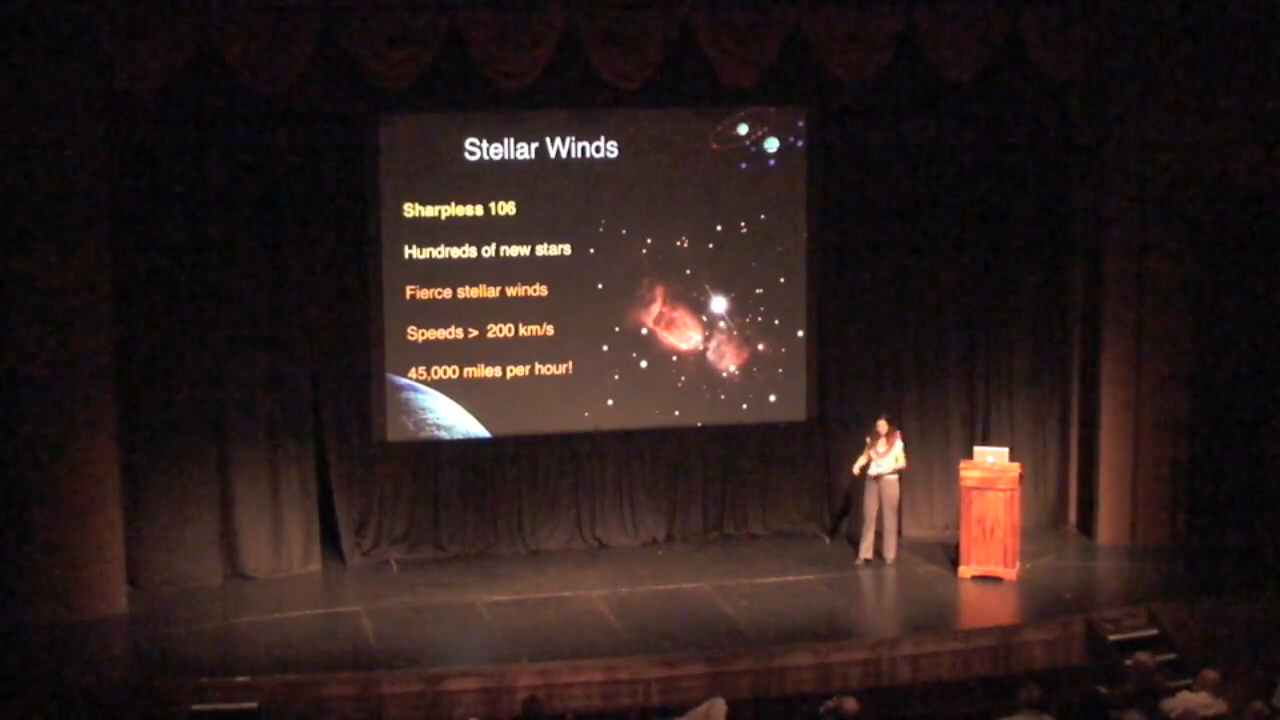 Stellar Winds
Sharpless 106
Hundreds of new stars
Fierce stellar winds
Speeds > 200 km/s
45,000 miles per hour!